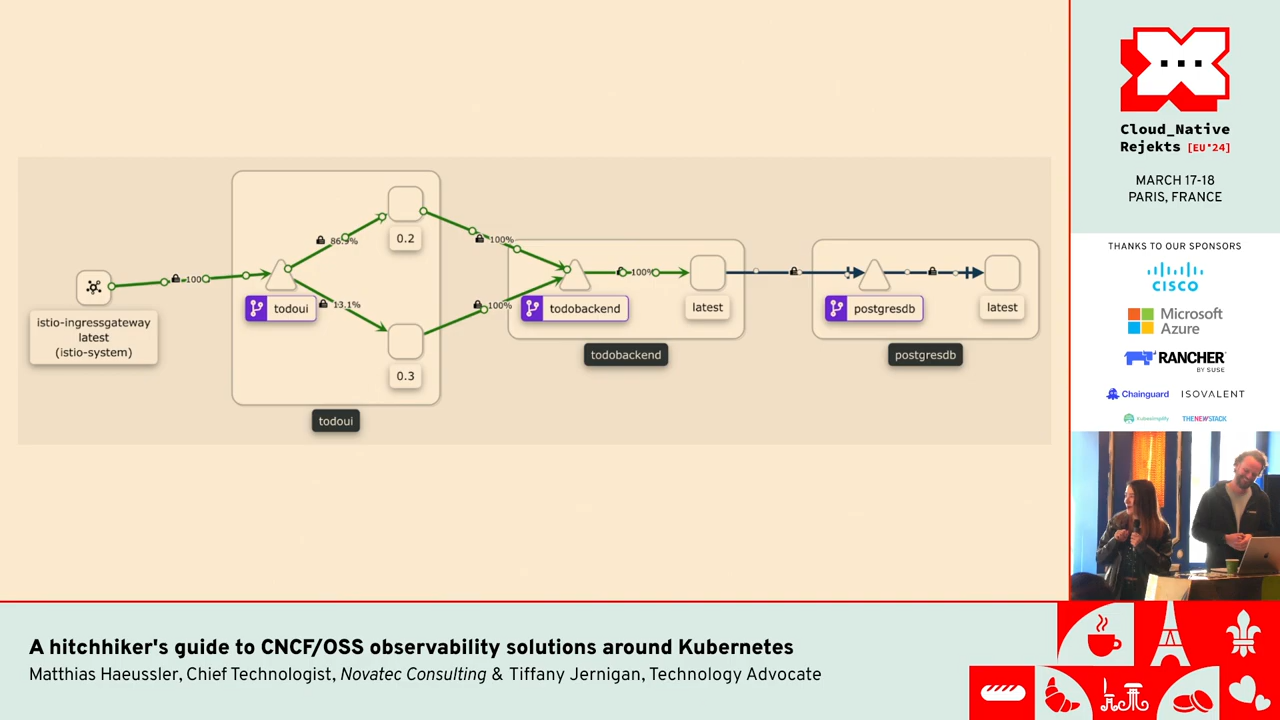 86.9%
0.2
100%
100%
todoui
13.1%
100%
100%
todobackend
latest
postgresdb
latest
istio-ingressgateway
latest
(istio-system)
0.3
todoui
todobackend
postgresdb
Cloud_Native
Rejekts [EU*24]
MARCH 17-18
PARIS, FRANCE
THANKS TO OUR SPONSORS
CISCO
Microsoft
Azure
RANCHER
BY SUSE
Chainguard
ISOVALENT
kubesimplify
THENEWSTACK
A hitchhiker's guide to CNCF/OSS observability solutions around Kubernetes
Matthias Haeussler, Chief Technologist, Novatec Consulting & Tiffany Jernigan, Technology Advocate